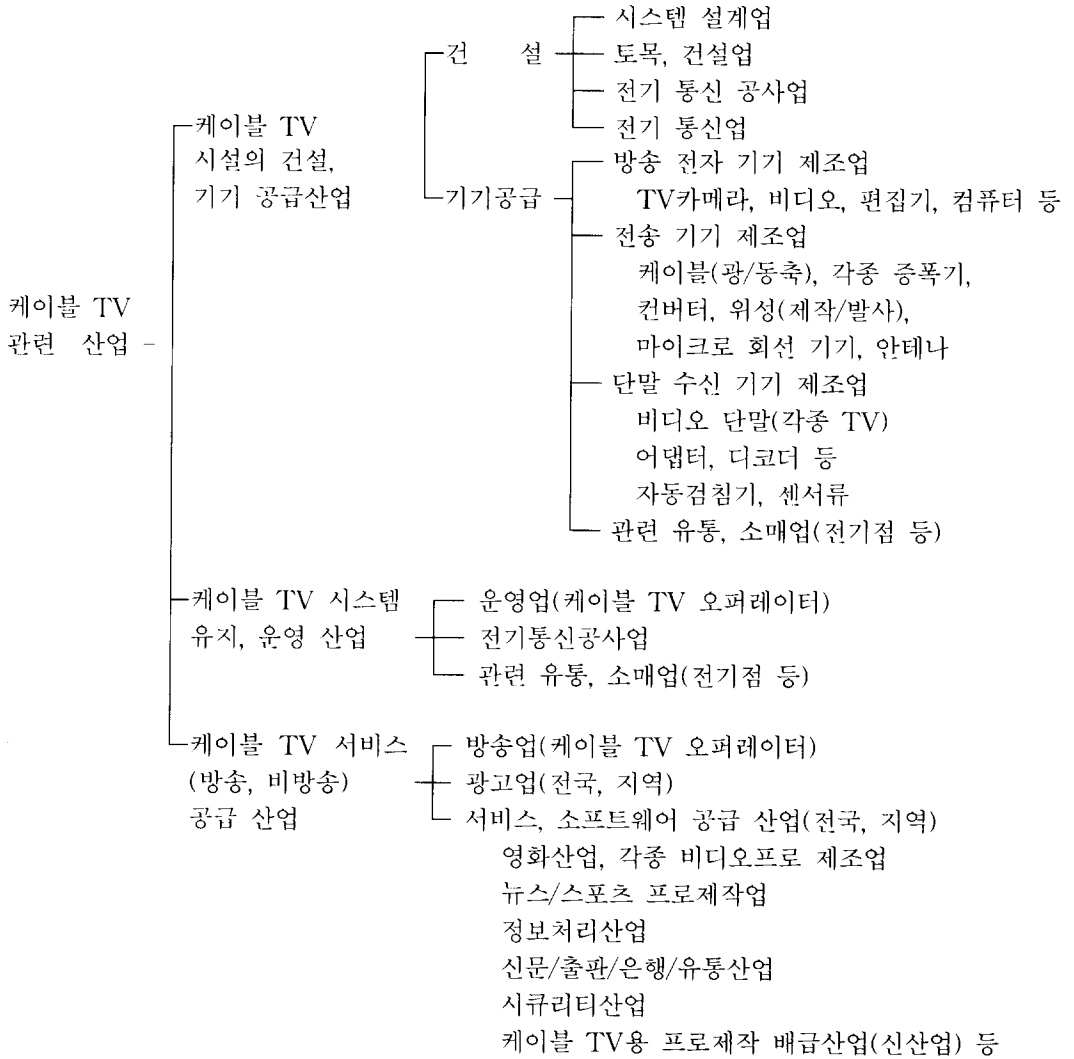 시스템 설계업
건 설
토목, 건설업
전기 통신 공사업
케이블 TV
시설의 건설,
기기 공급산업
전기 통신업
기기공급
방송 전자 기기 제조업
TV카메라, 비디오, 편집기, 컴퓨터 등
전송 기기 제조업
케이블(광/동축), 각종 증폭기,
컨버터, 위성(제작/발사),
마이크로 회선 기기, 안테나
케이블 TV
관련 산업
단말 수신 기기 제조업
비디오 단말(각종 TV)
어댑터, 디코더 등
자동검침기, 센서류
관련 유통, 소매업(전기점 등)
케이블 TV 시스템
유지, 운영 산업
운영업(케이블 TV 오퍼레이터)
전기통신공사업
관련 유통, 소매업(전기점 등)
케이블 TV 서비스
(방송, 비방송)
공급 산업
방송업(케이블 TV 오퍼레이터)
광고업(전국, 지역)
서비스, 소프트웨어 공급 산업(전국, 지역)
영화산업, 각종 비디오프로 제조업
뉴스/스포츠 프로제작업
정보처리산업
신문/출판/은행/유통산업
시큐리티산업
케이블 TV용 프로제작 배급산업(신산업) 등